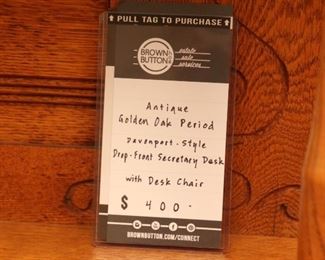 ↑ PULL TAG TO PURCHASE ↑
BROWN
BUTTON
estate
sale
services
Antique
Golden Oak Period
Davenport-Style
Drop-Front Secretary Desk
with Desk Chair
$ 400.
BROWNBUTTON.COM/CONNECT